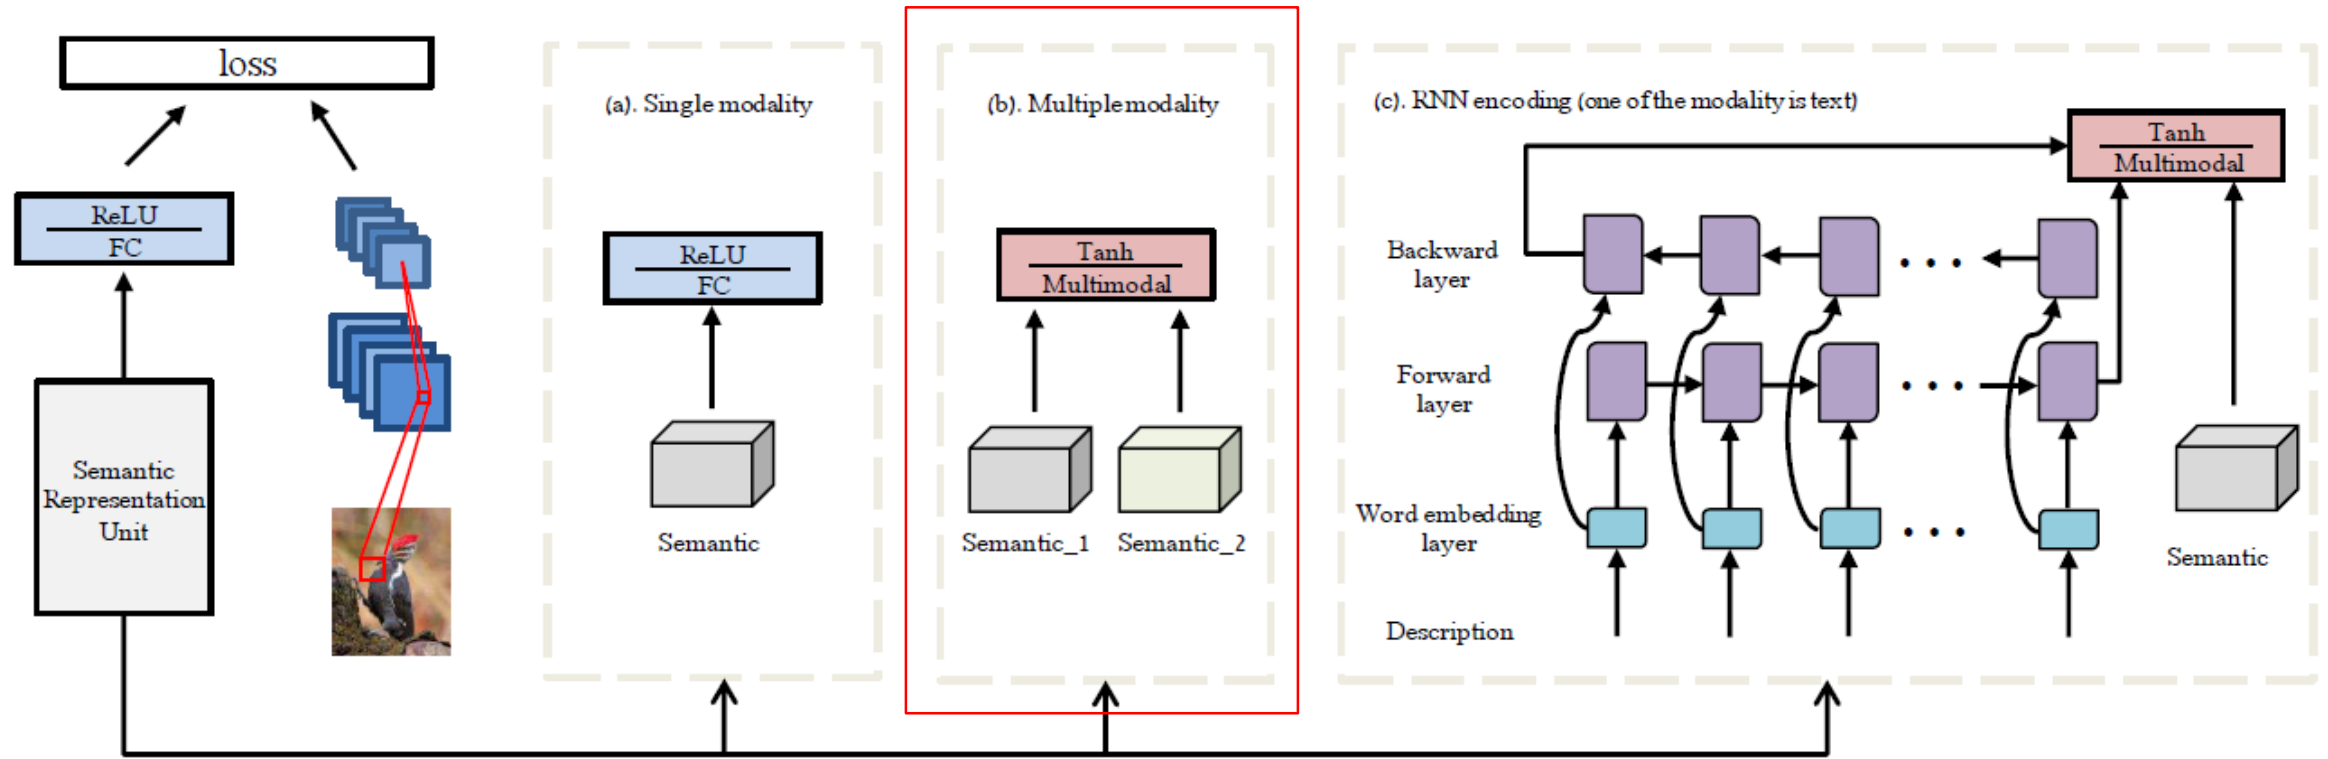 loss
ReLU
FC
Semantic
Representation
Unit
(a). Single modality
ReLU
FC
Semantic
(b). Multiple modality
Tanh
Multimodal
Semantic_1
Semantic_2
(c). RNN encoding (one of the modality is text)
Tanh
Multimodal
Backward
layer
Forward
layer
Word embedding
layer
Description
Semantic